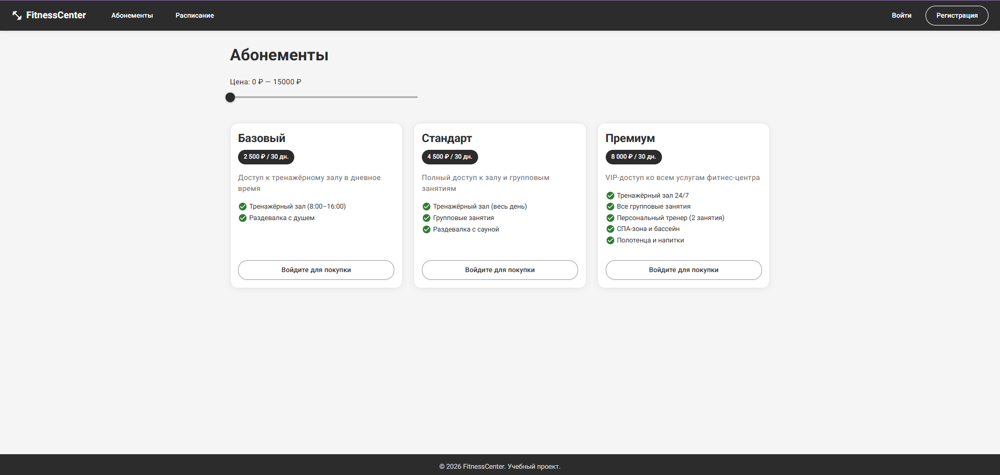 FitnessCenter Абонементы Расписание Войти Регистрация
Абонементы
Цена: 0 ₽ — 15000 ₽
Базовый
2 500 ₽ / 30 дн.
Доступ к тренажёрному залу в дневное
время
Тренажёрный зал (8:00–16:00)
Раздевалка с душем
Войдите для покупки
Стандарт
4 500 ₽ / 30 дн.
Полный доступ к залу и групповым
занятиям
Тренажёрный зал (весь день)
Групповые занятия
Раздевалка с сауной
Войдите для покупки
Премиум
8 000 ₽ / 30 дн.
VIP-доступ ко всем услугам фитнес-центра
Тренажёрный зал 24/7
Все групповые занятия
Персональный тренер (2 занятия)
СПА-зона и бассейн
Полотенца и напитки
Войдите для покупки
© 2026 FitnessCenter. Учебный проект.